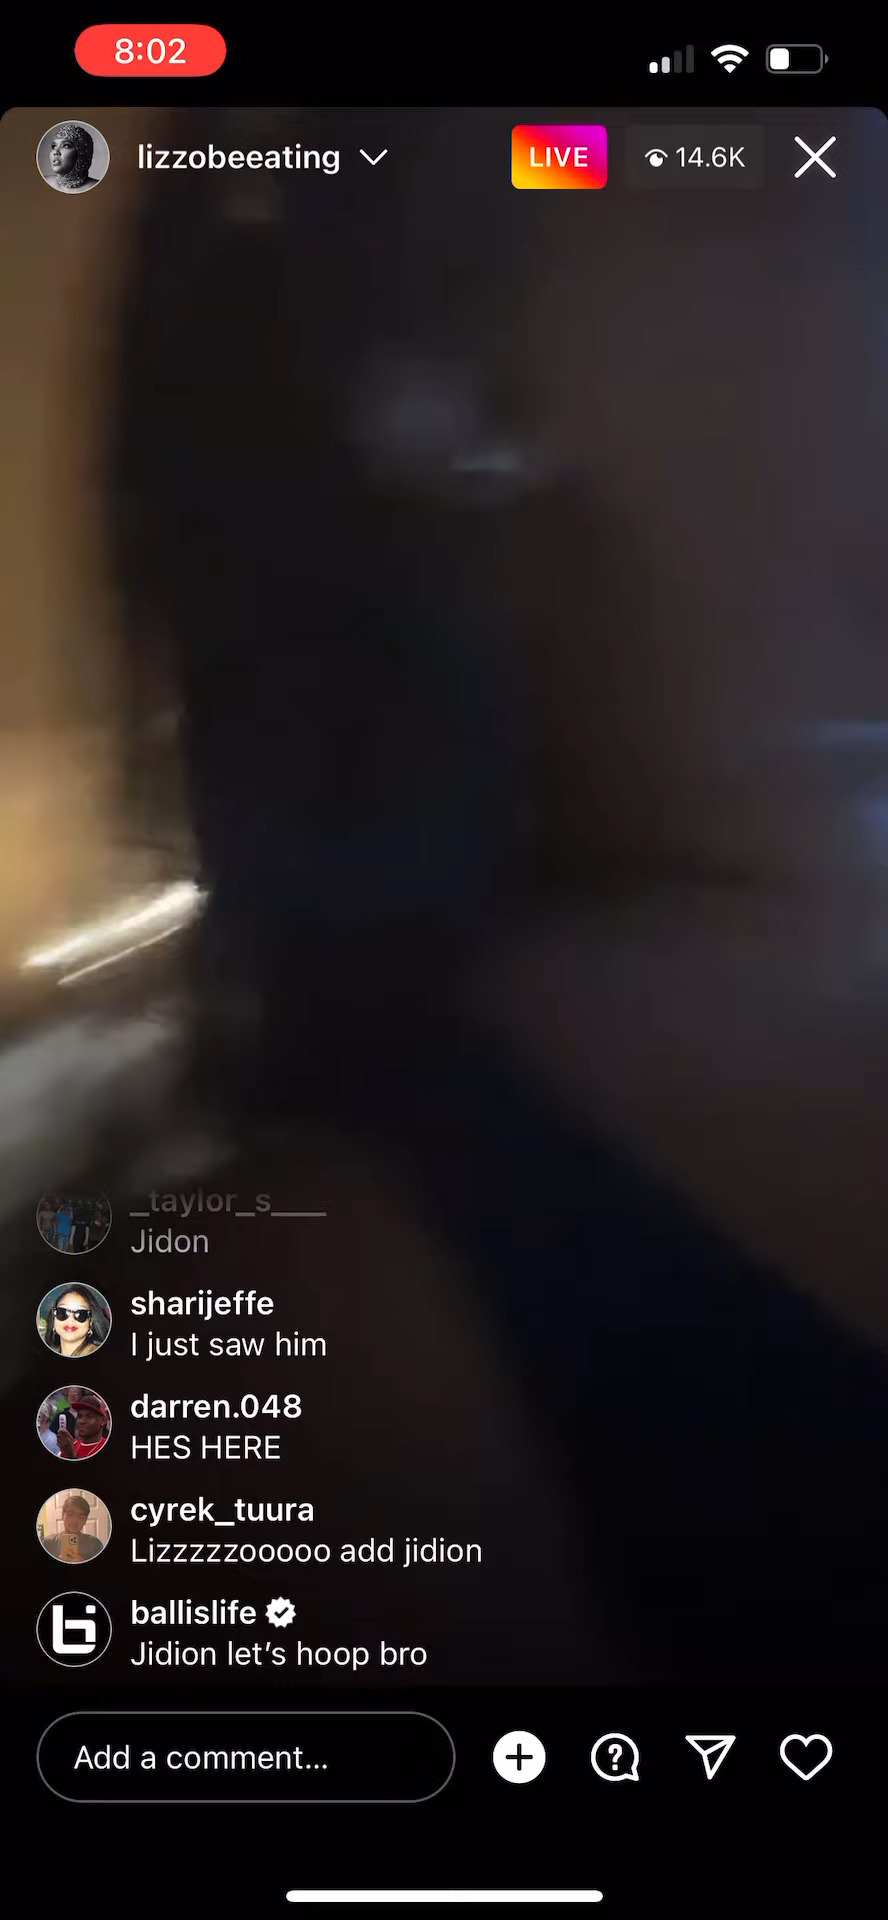 8:02
lizzobeeating
LIVE
14.6K
_taylor_s___
Jidon
sharijeffe
I just saw him
darren.048
HES HERE
cyrek_tuura
Lizzzzzooooo add jidion
ballislife
Jidion let’s hoop bro
Add a comment...